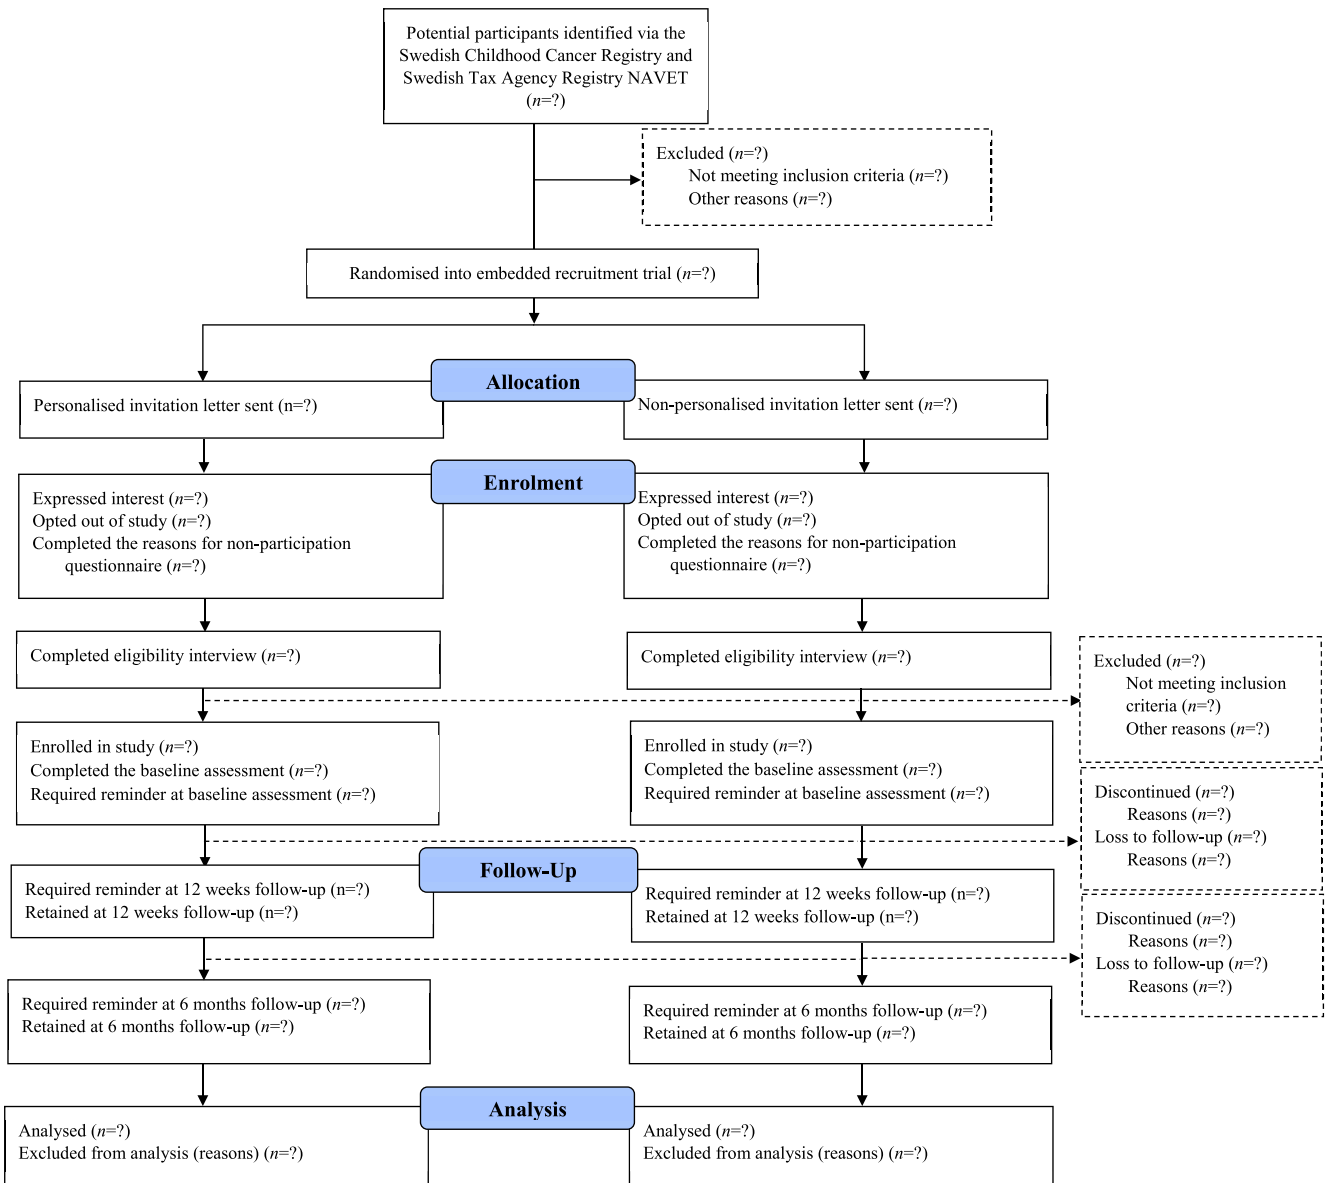 Potential participants identified via the
Swedish Childhood Cancer Registry and
Swedish Tax Agency Registry NAVET
(n=?)
Excluded (n=?)
Not meeting inclusion criteria (n=?)
Other reasons (n=?)
Randomised into embedded recruitment trial (n=?)
Allocation
Personalised invitation letter sent (n=?)
Non-personalised invitation letter sent (n=?)
Enrolment
Expressed interest (n=?)
Opted out of study (n=?)
Completed the reasons for non-participation
questionnaire (n=?)
Expressed interest (n=?)
Opted out of study (n=?)
Completed the reasons for non-participation
questionnaire (n=?)
Completed eligibility interview (n=?)
Completed eligibility interview (n=?)
Excluded (n=?)
Not meeting inclusion
criteria (n=?)
Other reasons (n=?)
Enrolled in study (n=?)
Completed the baseline assessment (n=?)
Required reminder at baseline assessment (n=?)
Enrolled in study (n=?)
Completed the baseline assessment (n=?)
Required reminder at baseline assessment (n=?)
Discontinued (n=?)
Reasons (n=?)
Loss to follow-up (n=?)
Reasons (n=?)
Follow-Up
Required reminder at 12 weeks follow-up (n=?)
Retained at 12 weeks follow-up (n=?)
Required reminder at 12 weeks follow-up (n=?)
Retained at 12 weeks follow-up (n=?)
Discontinued (n=?)
Reasons (n=?)
Loss to follow-up (n=?)
Reasons (n=?)
Required reminder at 6 months follow-up (n=?)
Retained at 6 months follow-up (n=?)
Required reminder at 6 months follow-up (n=?)
Retained at 6 months follow-up (n=?)
Analysis
Analysed (n=?)
Excluded from analysis (reasons) (n=?)
Analysed (n=?)
Excluded from analysis (reasons) (n=?)